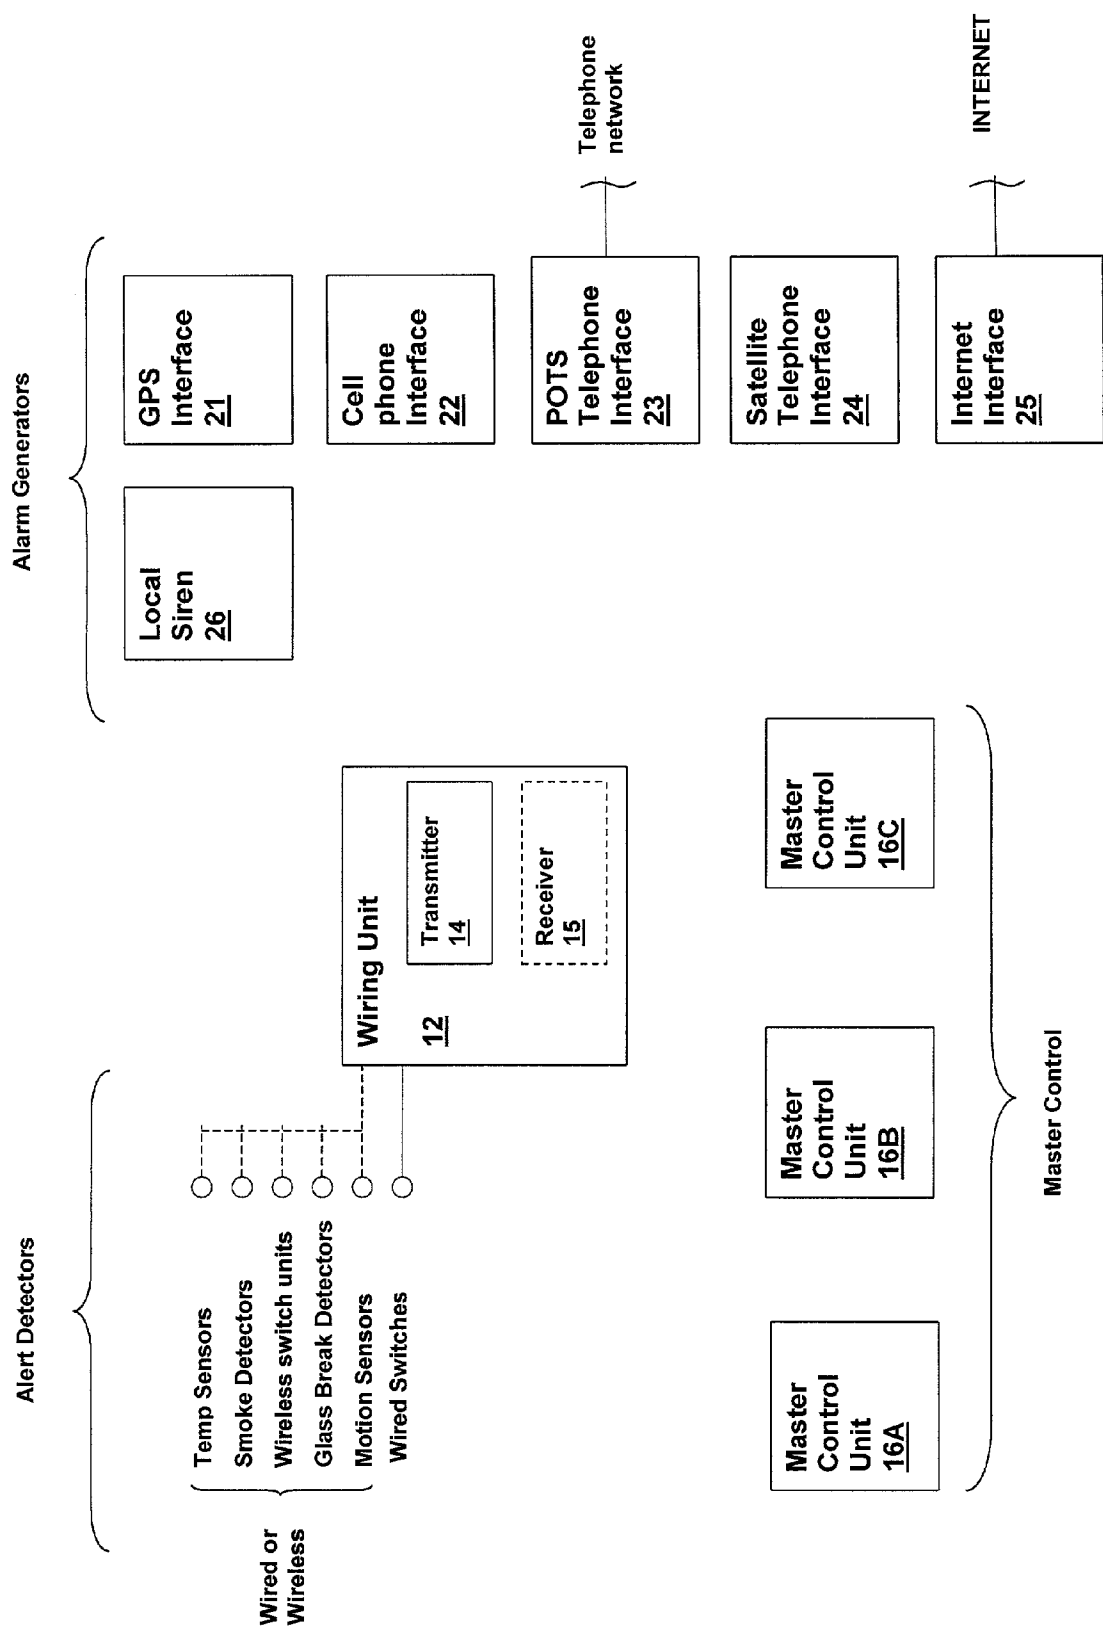 Alert Detectors
Alarm Generators
Wired or
Wireless
Temp Sensors
Smoke Detectors
Wireless switch units
Glass Break Detectors
Motion Sensors
Wired Switches
Wiring Unit
12
Transmitter
14
Receiver
15
Local
Siren
26
GPS
Interface
21
Cell
phone
Interface
22
POTS
Telephone
Interface
23
Telephone
network
Satellite
Telephone
Interface
24
Internet
Interface
25
INTERNET
Master
Control
Unit
16A
Master
Control
Unit
16B
Master
Control
Unit
16C
Master Control